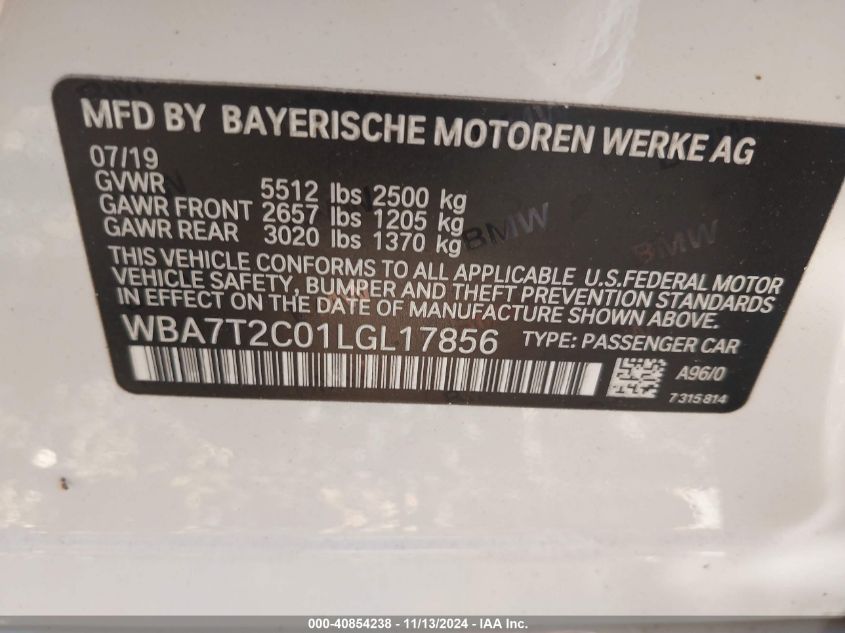 MFD BY BAYERISCHE MOTOREN WERKE AG
07/19
GVWR 5512 lbs 2500 kg
GAWR FRONT 2657 lbs 1205 kg
GAWR REAR 3020 lbs 1370 kg
THIS VEHICLE CONFORMS TO ALL APPLICABLE U.S.FEDERAL MOTOR
VEHICLE SAFETY, BUMPER AND THEFT PREVENTION STANDARDS
IN EFFECT ON THE DATE OF MANUFACTURE SHOWN ABOVE.
WBA7T2C01LGL17856 TYPE: PASSENGER CAR
A96/0
7315814
BMW
BMW
000-40854238 - 11/13/2024 - IAA Inc.